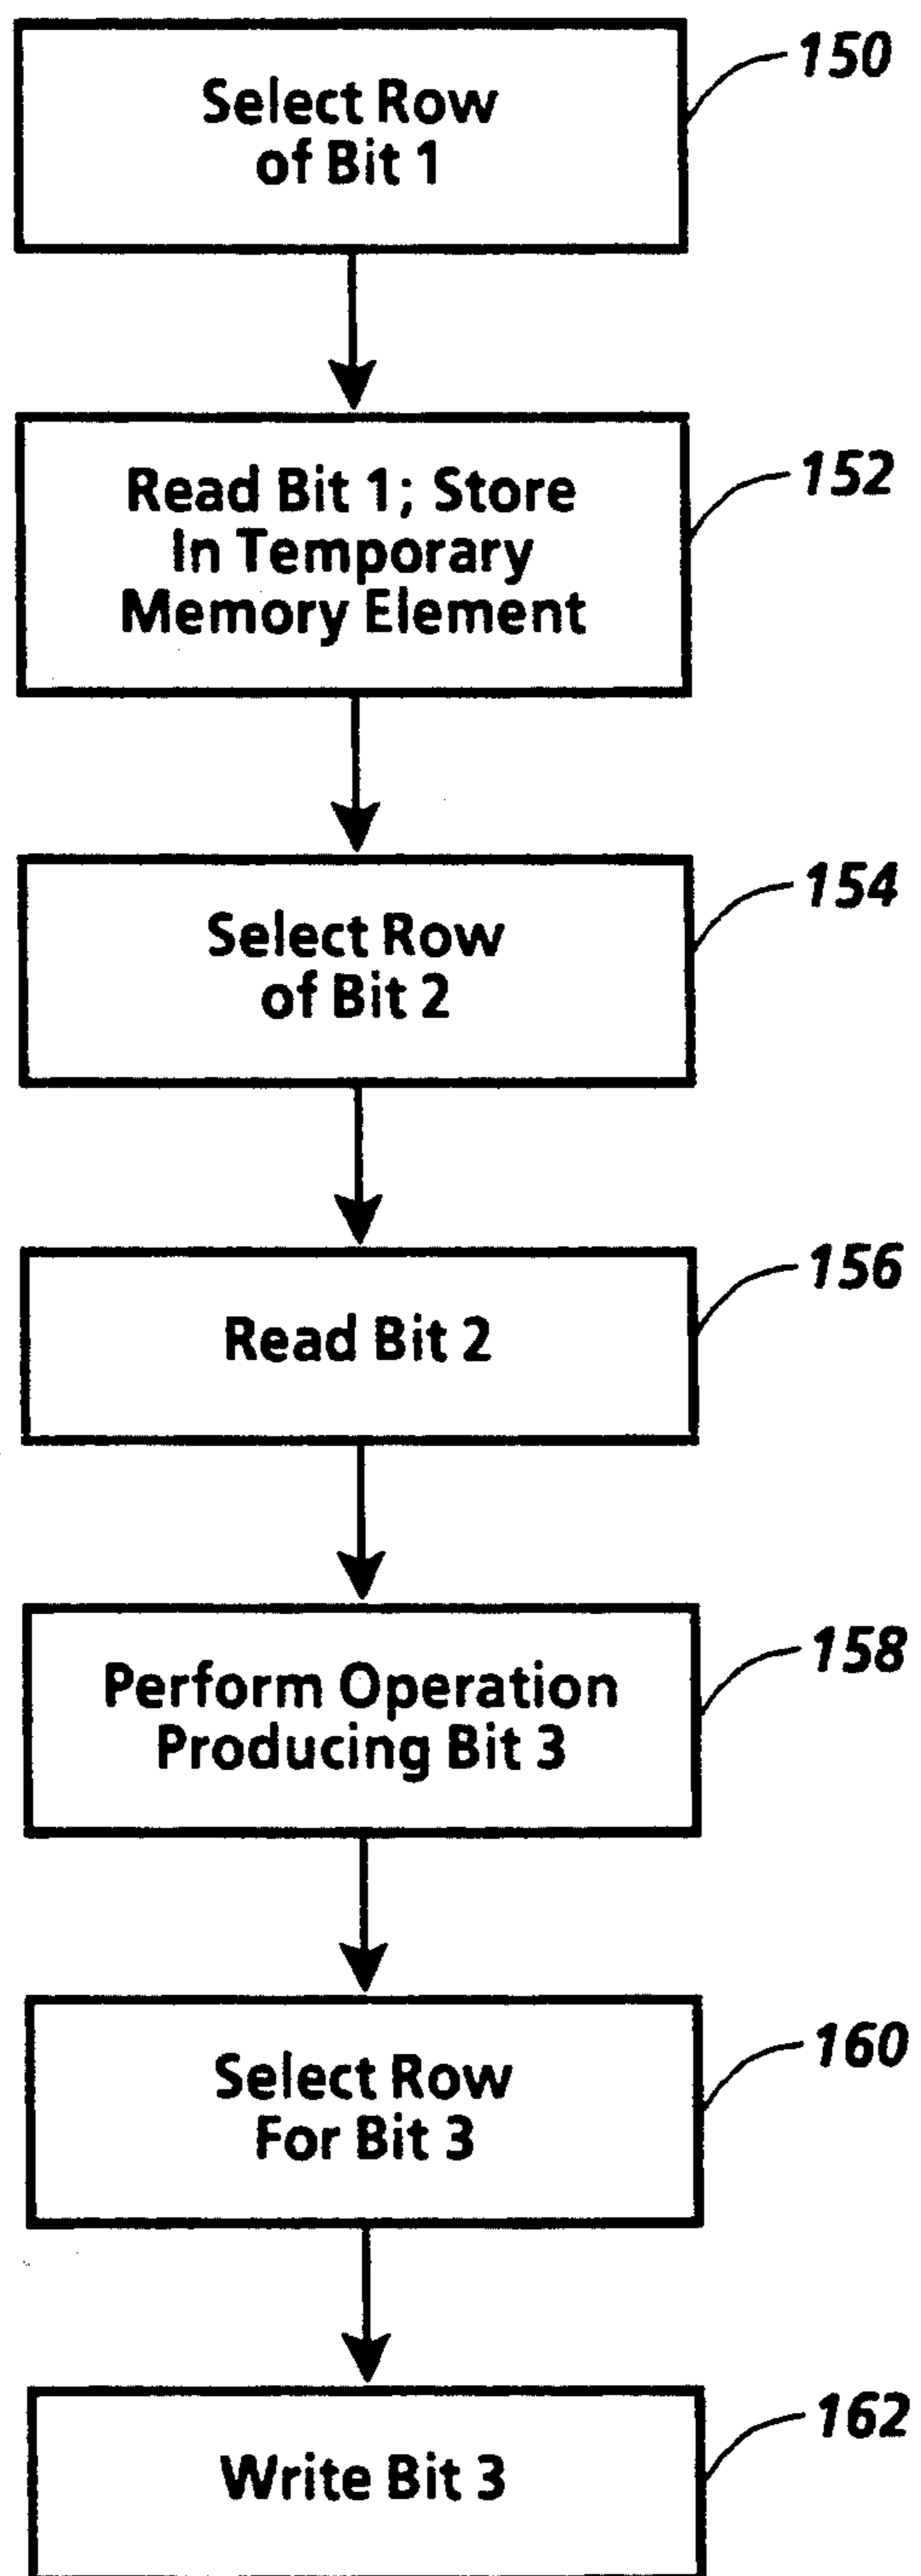 Select Row
of Bit 1
150
Read Bit 1; Store
In Temporary
Memory Element
152
Select Row
of Bit 2
154
Read Bit 2
156
Perform Operation
Producing Bit 3
158
Select Row
For Bit 3
160
Write Bit 3
162